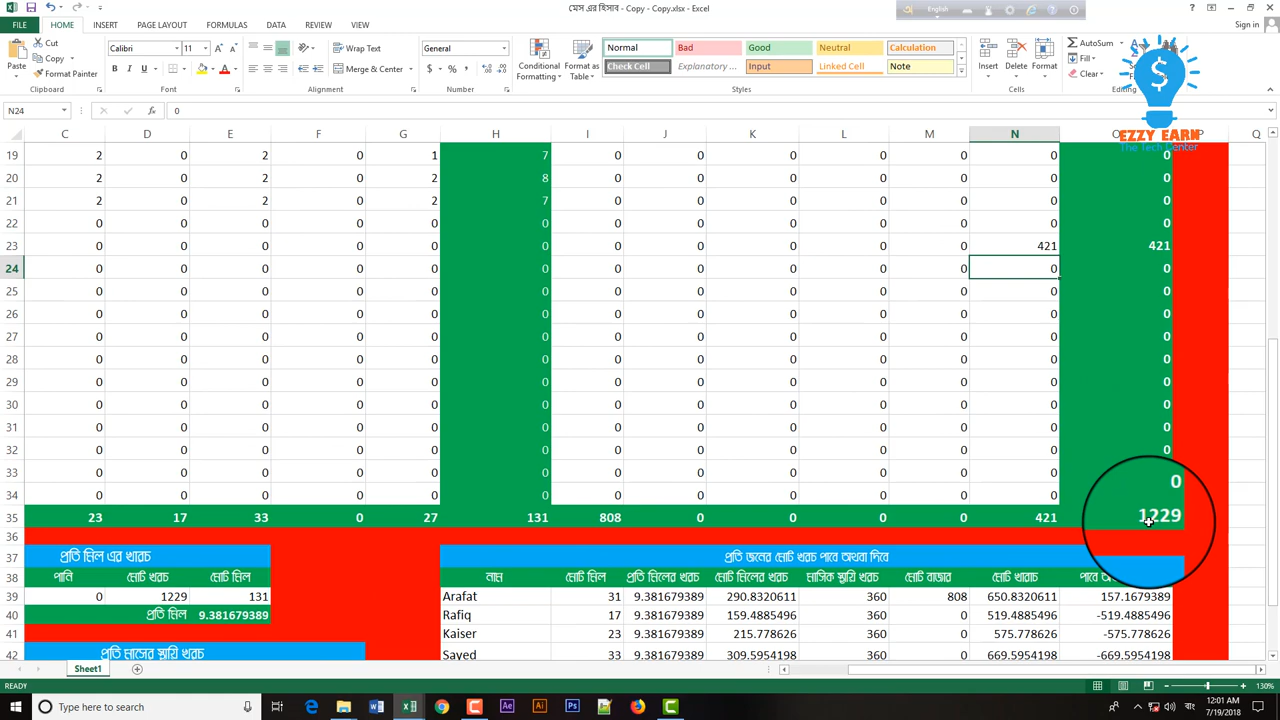 মেস এর হিসাব - Copy - Copy.xlsx - Excel
English
FILE HOME INSERT PAGE LAYOUT FORMULAS DATA REVIEW VIEW Sign in
Paste Cut Copy Format Painter
Calibri 11 Wrap Text Merge & Center General
B I U A $ % ,
Conditional Formatting Format as Table
Normal Bad Good Neutral Calculation
Check Cell Explanatory ... Input Linked Cell Note
Insert Delete Format
AutoSum Fill Clear
Clipboard Font Alignment Number Styles Cells
EZZY EARN
The Tech Center
N24 fx 0
C D E F G H I J K L M N O P Q
19 2 0 2 0 1 7 0 0 0 0 0 0 0
20 2 0 2 0 2 8 0 0 0 0 0 0 0
21 2 0 2 0 2 7 0 0 0 0 0 0 0
22 0 0 0 0 0 0 0 0 0 0 0 0 0
23 0 0 0 0 0 0 0 0 0 0 0 421 421
24 0 0 0 0 0 0 0 0 0 0 0 0 0
25 0 0 0 0 0 0 0 0 0 0 0 0 0
26 0 0 0 0 0 0 0 0 0 0 0 0 0
27 0 0 0 0 0 0 0 0 0 0 0 0 0
28 0 0 0 0 0 0 0 0 0 0 0 0 0
29 0 0 0 0 0 0 0 0 0 0 0 0 0
30 0 0 0 0 0 0 0 0 0 0 0 0 0
31 0 0 0 0 0 0 0 0 0 0 0 0 0
32 0 0 0 0 0 0 0 0 0 0 0 0 0
33 0 0 0 0 0 0 0 0 0 0 0 0 0
34 0 0 0 0 0 0 0 0 0 0 0 0
35 23 17 33 0 27 131 808 0 0 0 0 421 1229
36
37 প্রতি মিল এর খারচ প্রতি জনের মোট খরচ পাবে অথবা দিবে
38 পানি মোট খরচ মোট মিল নাম মোট মিল প্রতি মিলের খরচ মোট মিলের খরচ মাসিক স্থায়ি খরচ মোট বাজার মোট খারাচ পাবে
39 0 1229 131 Arafat 31 9.381679389 290.8320611 360 808 650.8320611 157.1679389
40 প্রতি মিল 9.381679389 Rafiq 17 9.381679389 159.4885496 360 0 519.4885496 -519.4885496
41 Kaiser 23 9.381679389 215.778626 360 0 575.778626 -575.778626
42 প্রতি মাসের স্থায়ি খরচ Sayed 33 9.381679389 309.5954198 360 0 669.5954198 -669.5954198
Sheet1
READY 130%
Type here to search
Ae Ai Ps
বাং 12:01 AM
7/19/2018